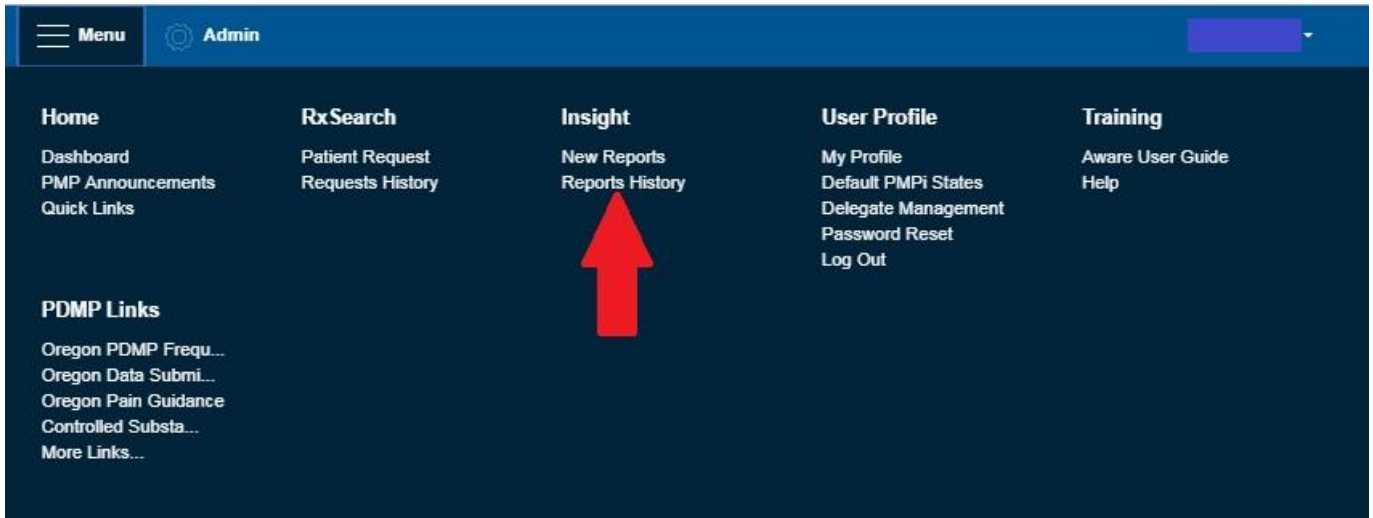 Menu
Admin
Home
Dashboard
PMP Announcements
Quick Links
RxSearch
Patient Request
Requests History
Insight
New Reports
Reports History
User Profile
My Profile
Default PMPi States
Delegate Management
Password Reset
Log Out
Training
Aware User Guide
Help
PDMP Links
Oregon PDMP Frequ...
Oregon Data Submi...
Oregon Pain Guidance
Controlled Substa...
More Links...